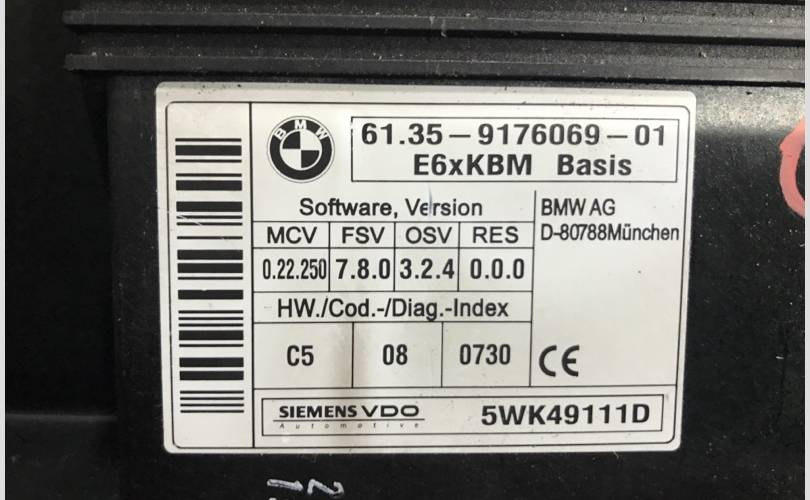 BMW
61.35-9176069-01
E6xKBM Basis
Software, Version
BMW AG
D-80788München
MCV FSV OSV RES
0.22.250 7.8.0 3.2.4 0.0.0
HW./Cod.-/Diag.-Index
C5 08 0730 CE
SIEMENS VDO
Automotive
5WK49111D